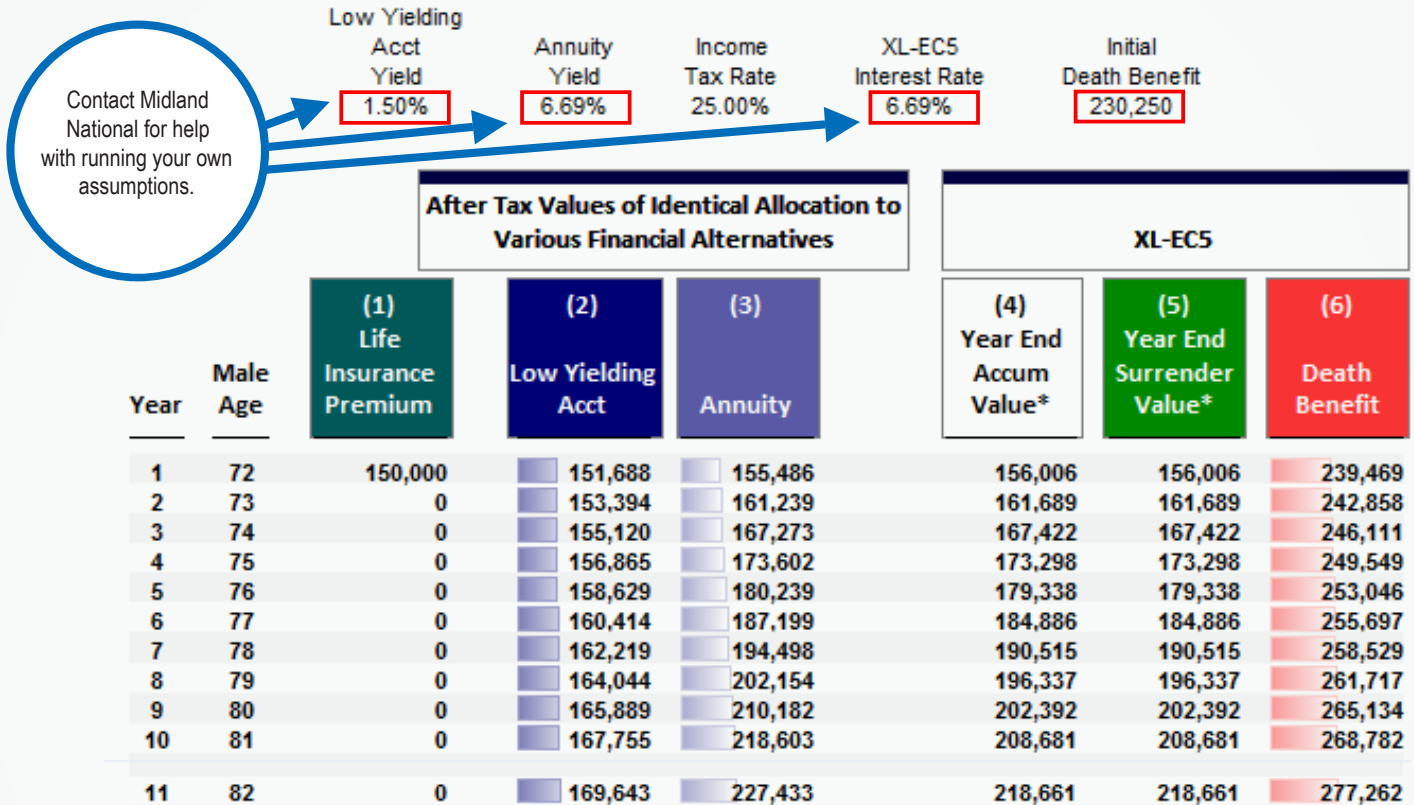 Contact Midland
National for help
with running your own
assumptions.
Low Yielding
Acct Annuity Income XL-EC5 Initial
Yield Yield Tax Rate Interest Rate Death Benefit
1.50% 6.69% 25.00% 6.69% 230,250
After Tax Values of Identical Allocation to
Various Financial Alternatives
XL-EC5
(1) (2) (3) (4) (5) (6)
Life Year End Year End
Male Insurance Low Yielding Accum Surrender Death
Year Age Premium Acct Annuity Value* Value* Benefit
1 72 150,000 151,688 155,486 156,006 156,006 239,469
2 73 0 153,394 161,239 161,689 161,689 242,858
3 74 0 155,120 167,273 167,422 167,422 246,111
4 75 0 156,865 173,602 173,298 173,298 249,549
5 76 0 158,629 180,239 179,338 179,338 253,046
6 77 0 160,414 187,199 184,886 184,886 255,697
7 78 0 162,219 194,498 190,515 190,515 258,529
8 79 0 164,044 202,154 196,337 196,337 261,717
9 80 0 165,889 210,182 202,392 202,392 265,134
10 81 0 167,755 218,603 208,681 208,681 268,782
11 82 0 169,643 227,433 218,661 218,661 277,262